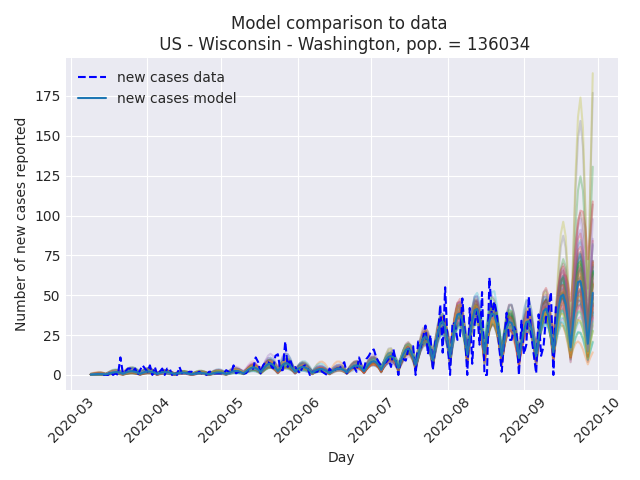 Model comparison to data
US - Wisconsin - Washington, pop. = 136034
new cases data
new cases model
Number of new cases reported
175
150
125
100
75
50
25
0
2020-03
2020-04
2020-05
2020-06
2020-07
2020-08
2020-09
2020-10
Day